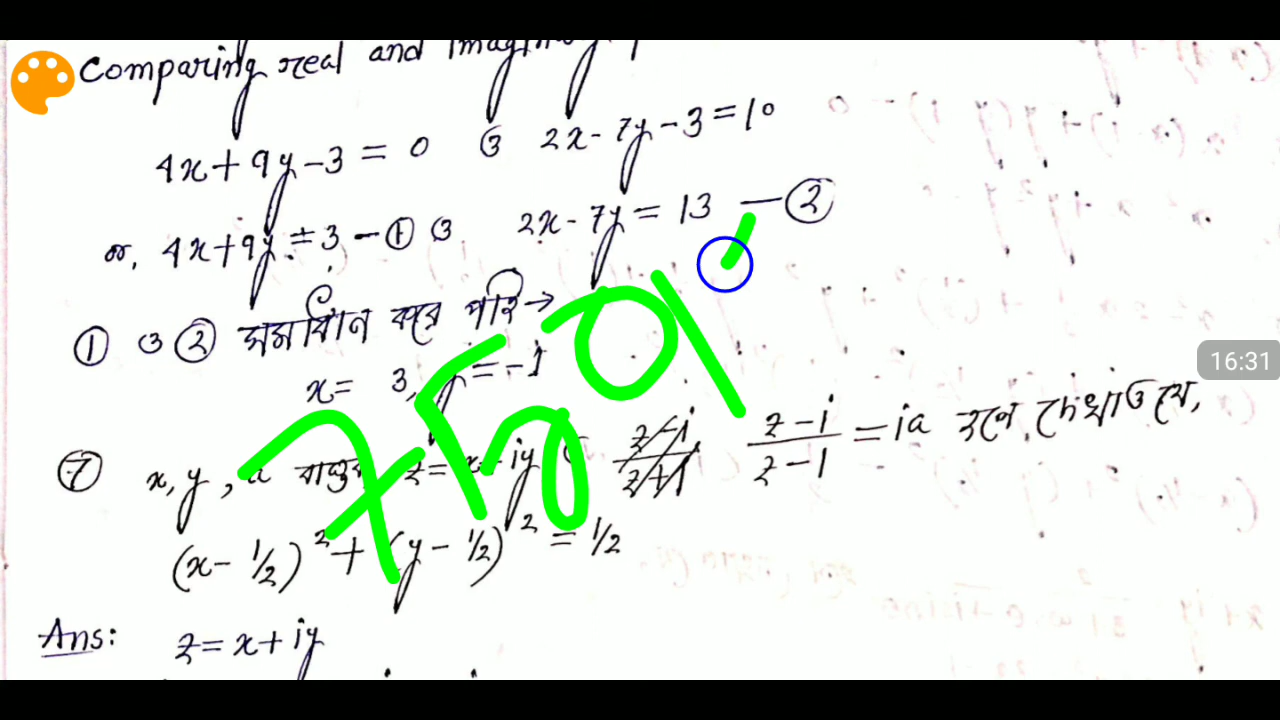 Comparing real and
4x+9y-3=0 ও 2x-7y-3=10
or, 4x+9y=3 -① ও 2x-7y=13 -②
① ও ② সমাধান করে পাই→
x= 3, y=-1
16:31
⑦ x, y, a বাস্তব z=x+iy ও z-i/z+1 z-i/z-1=ia হলে দেখাও যে,
(x-1/2)²+(y-1/2)²=1/2
Ans: z=x+iy